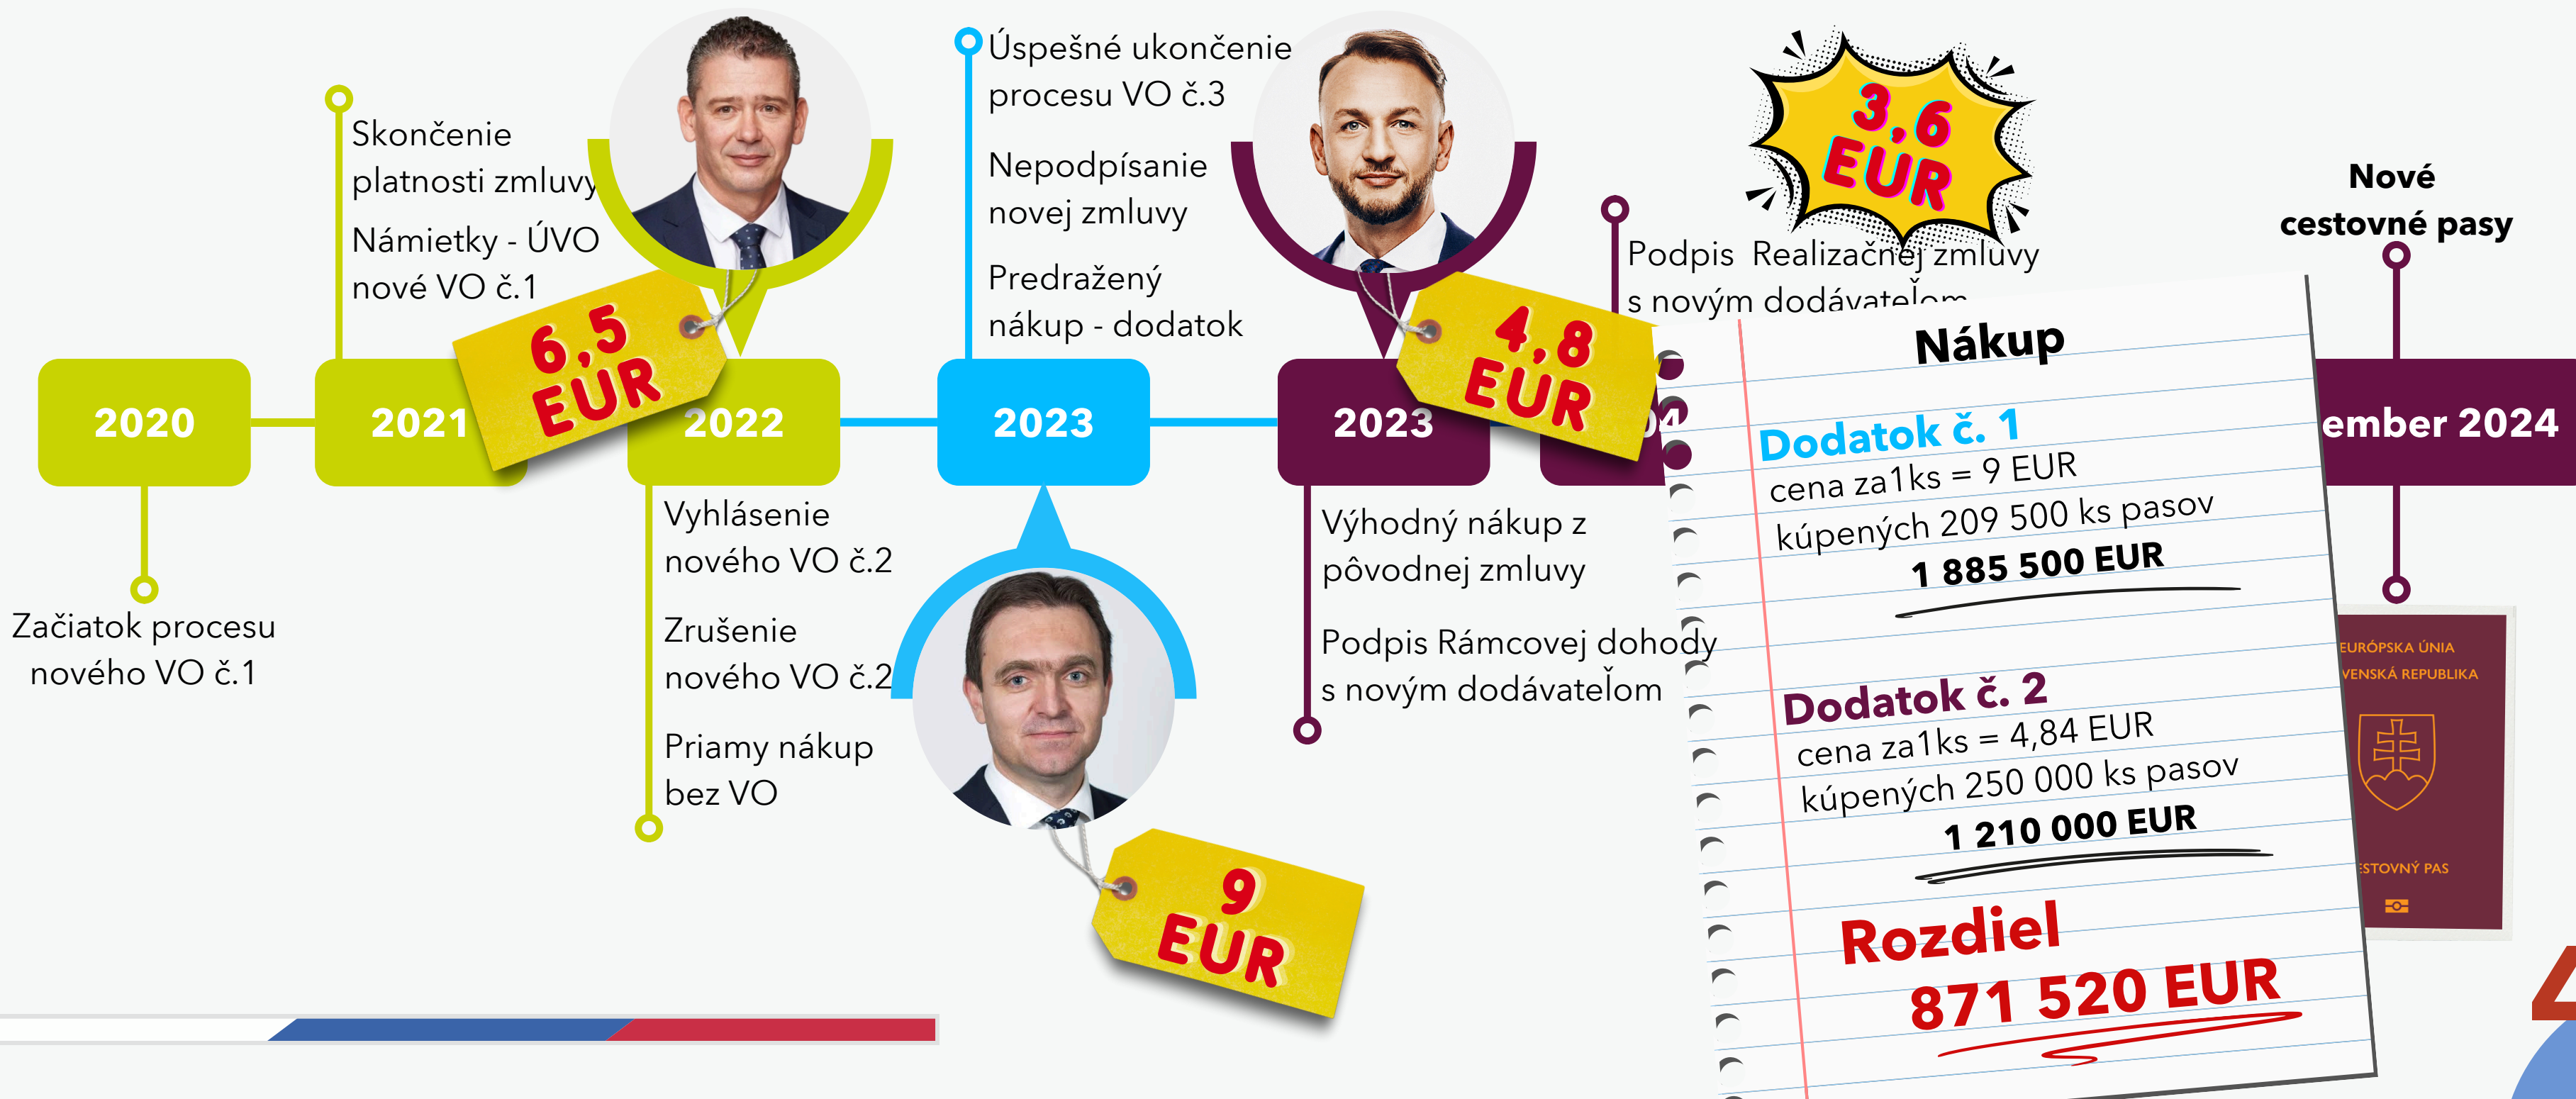 Skončenie
platnosti zmluvy
Námietky - ÚVO
nové VO č.1
Úspešné ukončenie
procesu VO č.3
Nepodpísanie
novej zmluvy
Predražený
nákup - dodatok
3,6
EUR
Podpis Realizačnej zmluvy
s novým dodávateľom
Nové
cestovné pasy
6,5
EUR
4,8
EUR
2020
2021
2022
2023
2023
ember 2024
Začiatok procesu
nového VO č.1
Vyhlásenie
nového VO č.2
Zrušenie
nového VO č.2
Priamy nákup
bez VO
9
EUR
Výhodný nákup z
pôvodnej zmluvy
Podpis Rámcovej dohody
s novým dodávateľom
Nákup
Dodatok č. 1
cena za1ks = 9 EUR
kúpených 209 500 ks pasov
1 885 500 EUR
Dodatok č. 2
cena za1ks = 4,84 EUR
kúpených 250 000 ks pasov
1 210 000 EUR
Rozdiel
871 520 EUR
EURÓPSKA ÚNIA
VENSKÁ REPUBLIKA
ESTOVNÝ PAS